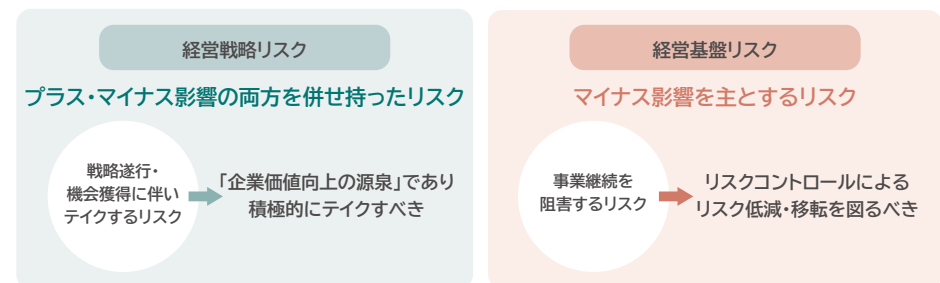 経営戦略リスク
プラス・マイナス影響の両方を併せ持ったリスク
戦略遂行・
機会獲得に伴い
テイクするリスク
「企業価値向上の源泉」であり
積極的にテイクすべき
経営基盤リスク
マイナス影響を主とするリスク
事業継続を
阻害するリスク
リスクコントロールによる
リスク低減・移転を図るべき